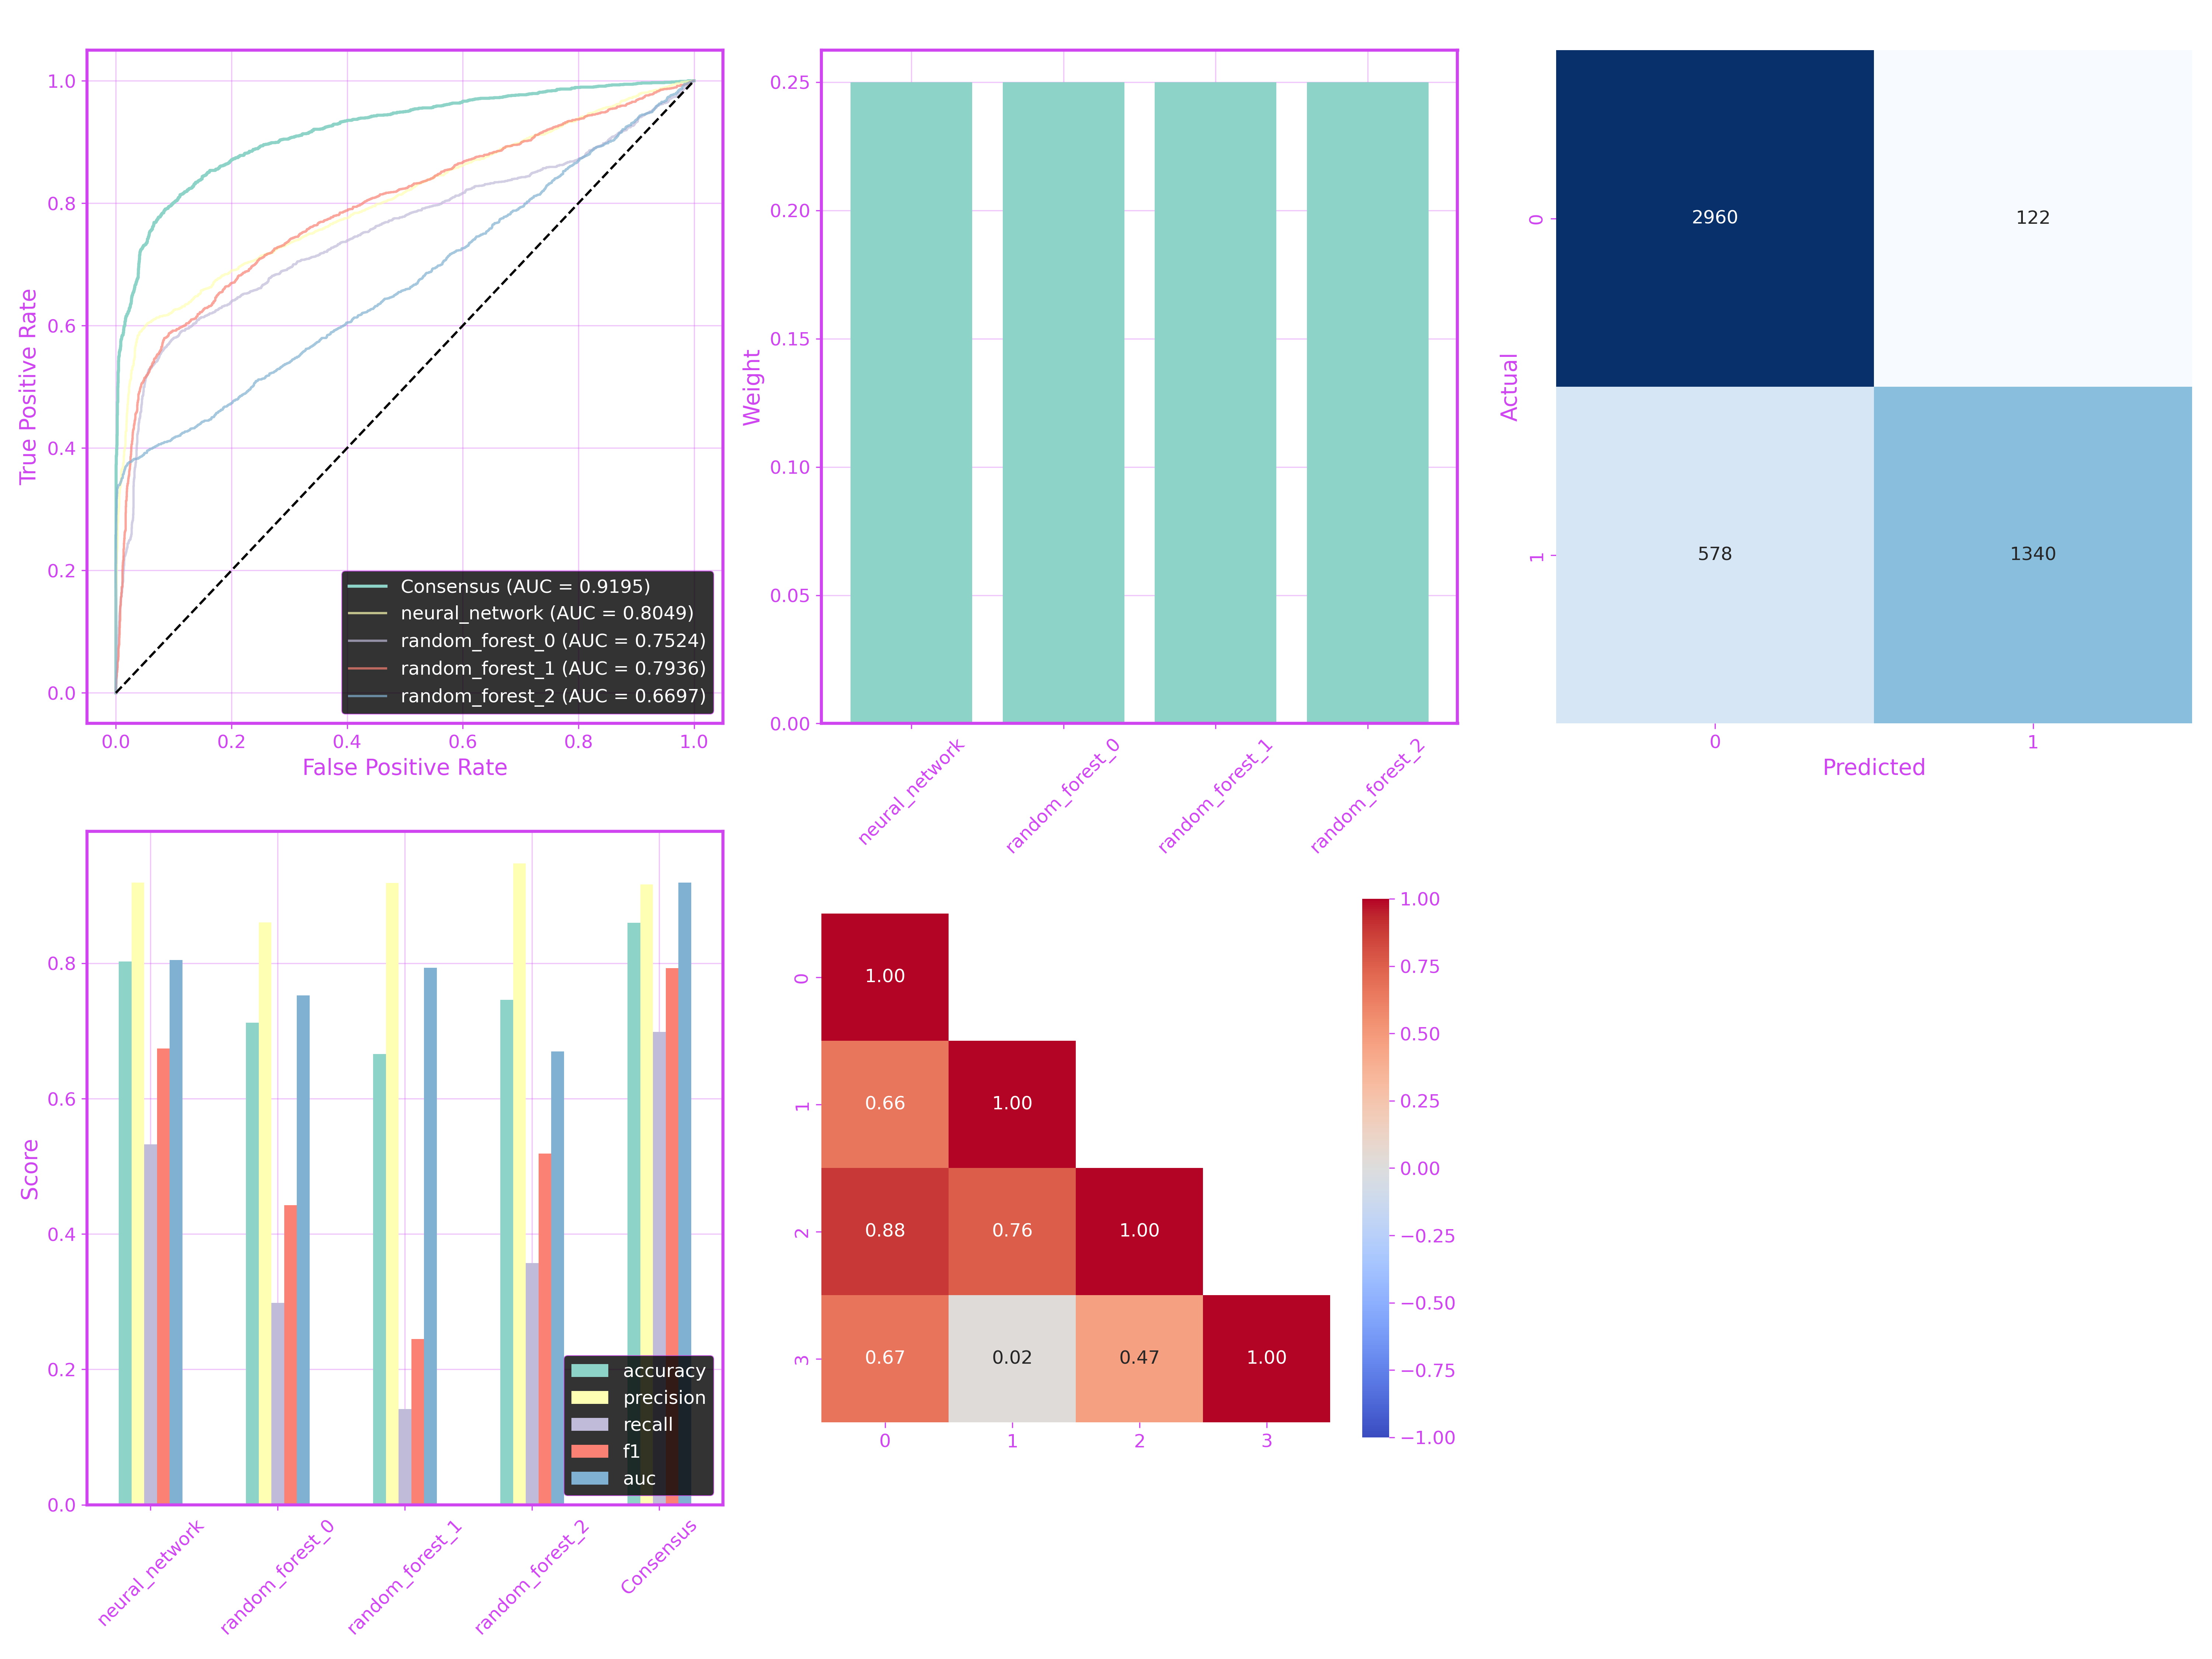 1.0
0.8
0.6
0.4
0.2
0.0
True Positive Rate
Consensus (AUC = 0.9195)
neural_network (AUC = 0.8049)
random_forest_0 (AUC = 0.7524)
random_forest_1 (AUC = 0.7936)
random_forest_2 (AUC = 0.6697)
0.0 0.2 0.4 0.6 0.8 1.0
False Positive Rate
0.25
0.20
0.15
0.10
0.05
0.00
Weight
neural_network random_forest_0 random_forest_1 random_forest_2
2960 122
578 1340
0
1
Actual
0 1
Predicted
0.8
0.6
0.4
0.2
0.0
Score
accuracy
precision
recall
f1
auc
neural_network random_forest_0 random_forest_1 random_forest_2 Consensus
0 1.00
1 0.66 1.00
2 0.88 0.76 1.00
3 0.67 0.02 0.47 1.00
0 1 2 3
1.00
0.75
0.50
0.25
0.00
−0.25
−0.50
−0.75
−1.00